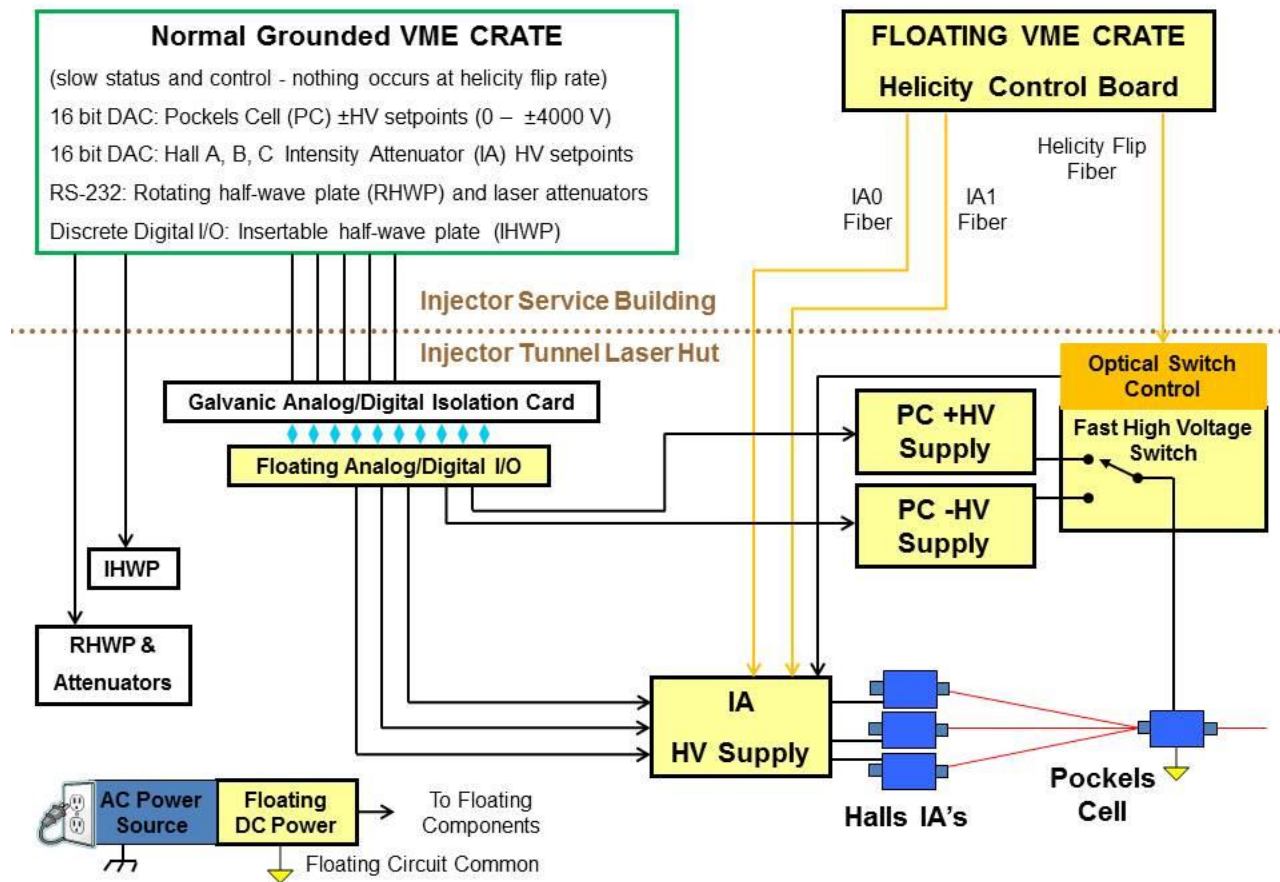 Normal Grounded VME CRATE
(slow status and control - nothing occurs at helicity flip rate)
16 bit DAC: Pockels Cell (PC) ±HV setpoints (0 – ±4000 V)
16 bit DAC: Hall A, B, C Intensity Attenuator (IA) HV setpoints
RS-232: Rotating half-wave plate (RHWP) and laser attenuators
Discrete Digital I/O: Insertable half-wave plate (IHWP)
FLOATING VME CRATE
Helicity Control Board
IA0
Fiber
IA1
Fiber
Helicity Flip
Fiber
Injector Service Building
Injector Tunnel Laser Hut
Galvanic Analog/Digital Isolation Card
Floating Analog/Digital I/O
PC +HV
Supply
PC -HV
Supply
Optical Switch
Control
Fast High Voltage
Switch
IHWP
RHWP &
Attenuators
IA
HV Supply
Halls IA's
Pockels
Cell
AC Power
Source
Floating
DC Power
To Floating
Components
Floating Circuit Common